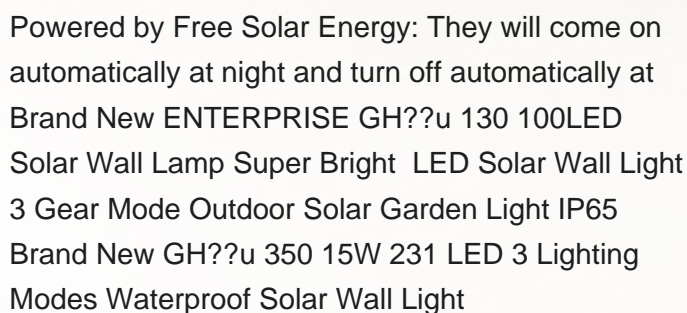 Powered by Free Solar Energy: They will come on
automatically at night and turn off automatically at
Brand New ENTERPRISE GH??u 130 100LED
Solar Wall Lamp Super Bright  LED Solar Wall Light
3 Gear Mode Outdoor Solar Garden Light IP65
Brand New GH??u 350 15W 231 LED 3 Lighting
Modes Waterproof Solar Wall Light